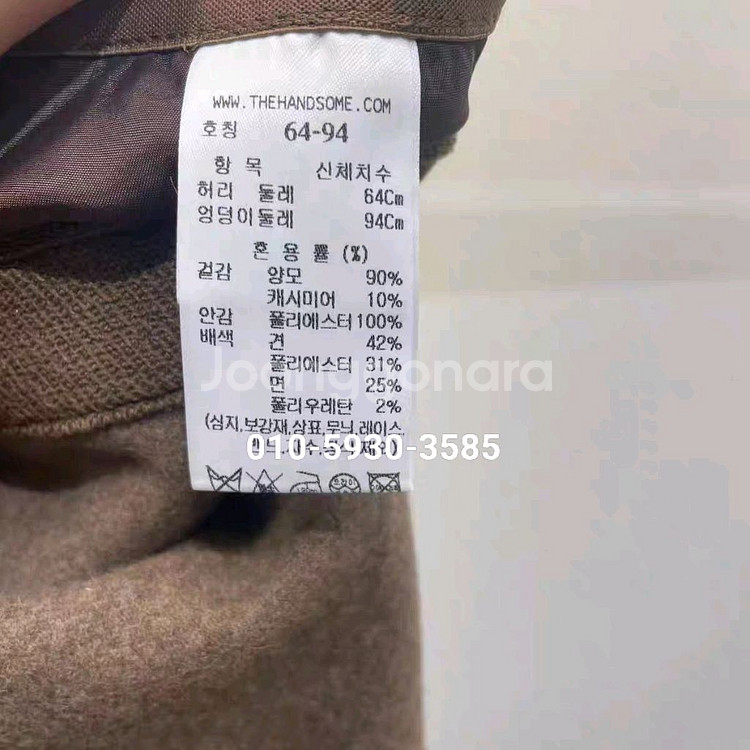 WWW.THEHANDSOME.COM
호칭 64-94
항 목 신체치수
허리 둘레 64Cm
엉덩이둘레 94Cm
혼 용 률 (%)
겉감 양모 90%
캐시미어 10%
안감 폴리에스터 100%
배색 견 42%
폴리에스터 31%
Joonggonara
면 25%
폴리우레탄 2%
(심지,보강재,상표,무늬,레이스
010-5930-3585
드라이